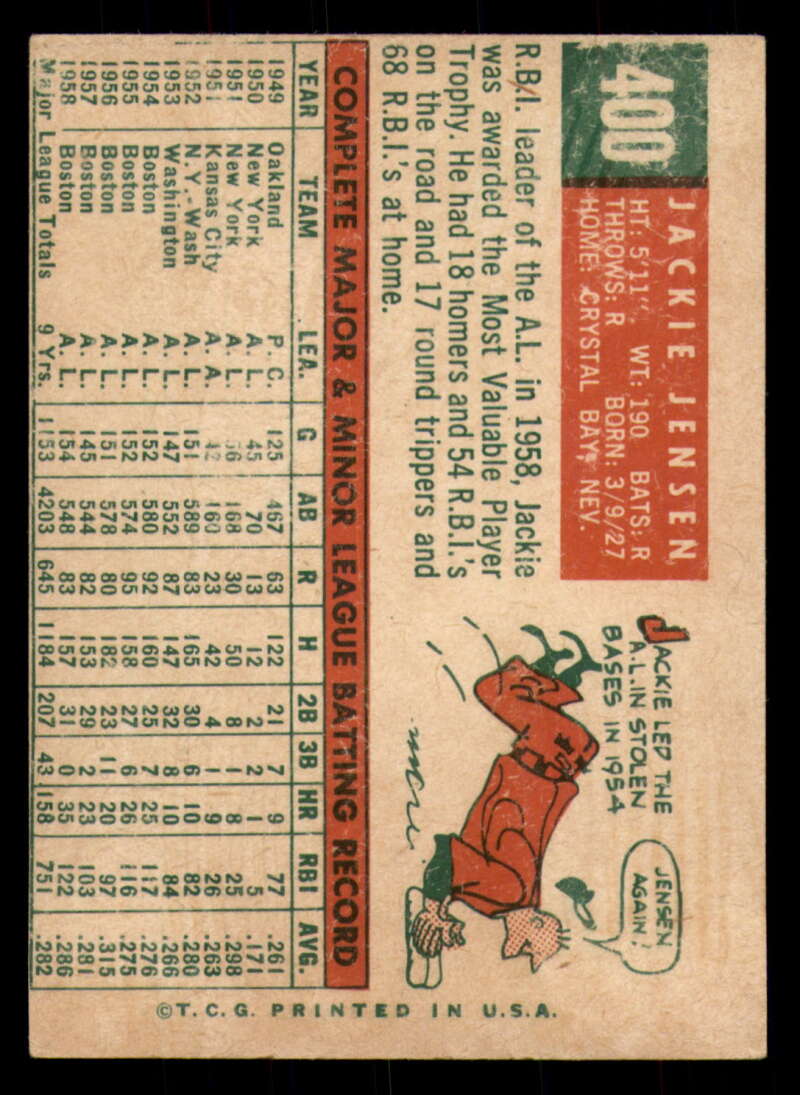 400
JACKIE JENSEN
HT: 5'11". WT: 190 BATS: R
THROWS: R BORN: 3/9/27
HOME: CRYSTAL BAY, NEV.
R.B.I. leader of the A.L. in 1958, Jackie
was awarded the Most Valuable Player
Trophy. He had 18 homers and 54 R.B.I.'s
on the road and 17 round trippers and
68 R.B.I.'s at home.
JACKIE LED THE
A.L. IN STOLEN
BASES IN 1954
JENSEN
AGAIN!
COMPLETE MAJOR & MINOR LEAGUE BATTING RECORD
YEAR TEAM LEA. G AB R H 2B 3B HR RBI AVG.
1949 Oakland P. C. 125 467 63 122 21 7 9 77 .261
1950 New York A. L. 45 70 13 12 2 2 1 5 .171
1951 New York A. L. 56 168 30 50 8 1 8 25 .298
1951 Kansas City A. A. 42 160 23 42 4 1 9 26 .263
1952 N. Y.-Wash A. L. 151 589 83 165 30 6 10 82 .280
1953 Washington A. L. 147 552 87 147 32 8 10 84 .266
1954 Boston A. L. 152 580 92 160 25 7 25 117 .276
1955 Boston A. L. 152 574 95 158 27 6 26 116 .275
1956 Boston A. L. 151 578 80 182 23 11 20 97 .315
1957 Boston A. L. 145 544 82 153 29 2 23 103 .281
1958 Boston A. L. 154 548 83 157 31 0 35 122 .286
Major League Totals 9 Yrs. 1153 4203 645 1184 207 43 158 751 .282
©T. C. G. PRINTED IN U.S.A.